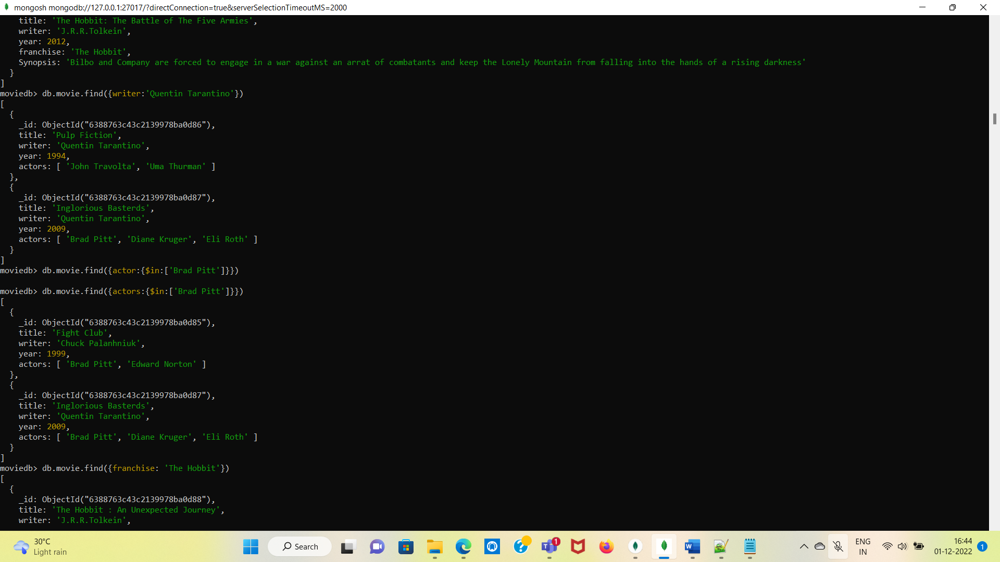 mongosh mongodb://127.0.0.1:27017/?directConnection=true&serverSelectionTimeoutMS=2000
    title: 'The Hobbit: The Battle of The Five Armies',
    writer: 'J.R.R.Tolkein',
    year: 2012,
    franchise: 'The Hobbit',
    Synopsis: 'Bilbo and Company are forced to engage in a war against an arrat of combatants and keep the Lonely Mountain from falling into the hands of a rising darkness'
  }
]
moviedb> db.movie.find({writer:'Quentin Tarantino'})
[
  {
    _id: ObjectId("6388763c43c2139978ba0d86"),
    title: 'Pulp Fiction',
    writer: 'Quentin Tarantino',
    year: 1994,
    actors: [ 'John Travolta', 'Uma Thurman' ]
  },
  {
    _id: ObjectId("6388763c43c2139978ba0d87"),
    title: 'Inglorious Basterds',
    writer: 'Quentin Tarantino',
    year: 2009,
    actors: [ 'Brad Pitt', 'Diane Kruger', 'Eli Roth' ]
  }
]
moviedb> db.movie.find({actor:{$in:['Brad Pitt']}})

moviedb> db.movie.find({actors:{$in:['Brad Pitt']}})
[
  {
    _id: ObjectId("6388763c43c2139978ba0d85"),
    title: 'Fight Club',
    writer: 'Chuck Palanhniuk',
    year: 1999,
    actors: [ 'Brad Pitt', 'Edward Norton' ]
  },
  {
    _id: ObjectId("6388763c43c2139978ba0d87"),
    title: 'Inglorious Basterds',
    writer: 'Quentin Tarantino',
    year: 2009,
    actors: [ 'Brad Pitt', 'Diane Kruger', 'Eli Roth' ]
  }
]
moviedb> db.movie.find({franchise: 'The Hobbit'})
[
  {
    _id: ObjectId("6388763c43c2139978ba0d88"),
    title: 'The Hobbit : An Unexpected Journey',
    writer: 'J.R.R.Tolkein',
30°C
Light rain
Search
1
ENG
IN
16:44
01-12-2022
1